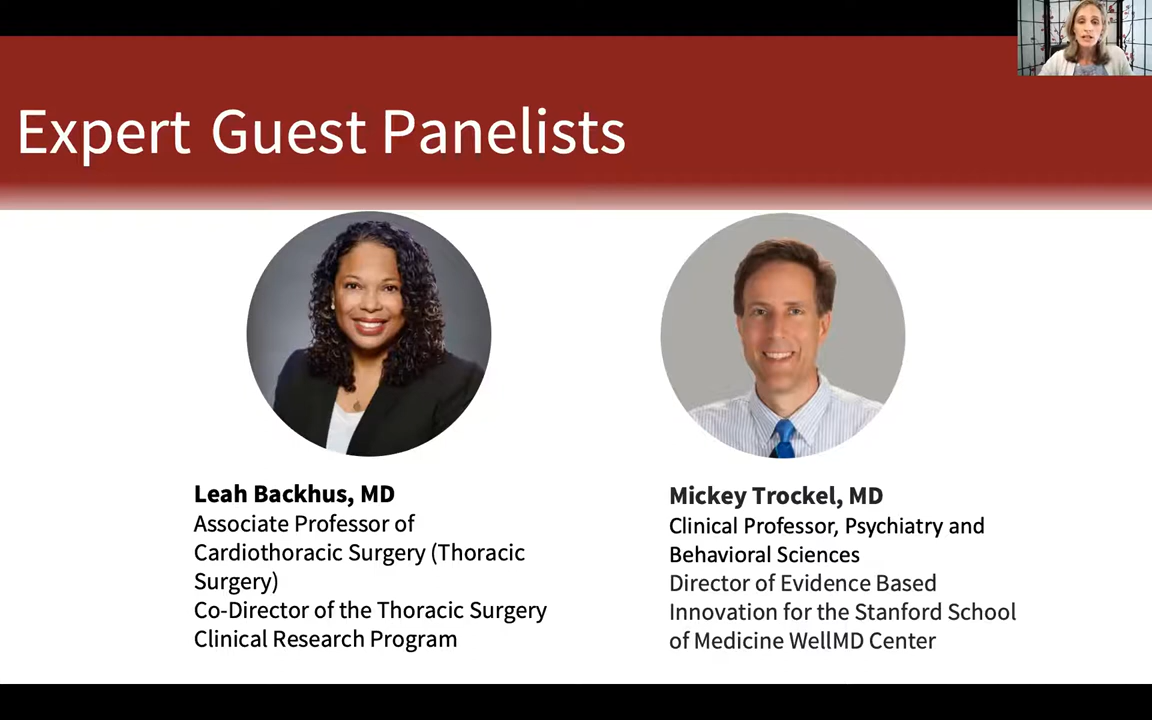 Expert Guest Panelists
Leah Backhus, MD
Associate Professor of
Cardiothoracic Surgery (Thoracic
Surgery)
Co-Director of the Thoracic Surgery
Clinical Research Program
Mickey Trockel, MD
Clinical Professor, Psychiatry and
Behavioral Sciences
Director of Evidence Based
Innovation for the Stanford School
of Medicine WellMD Center